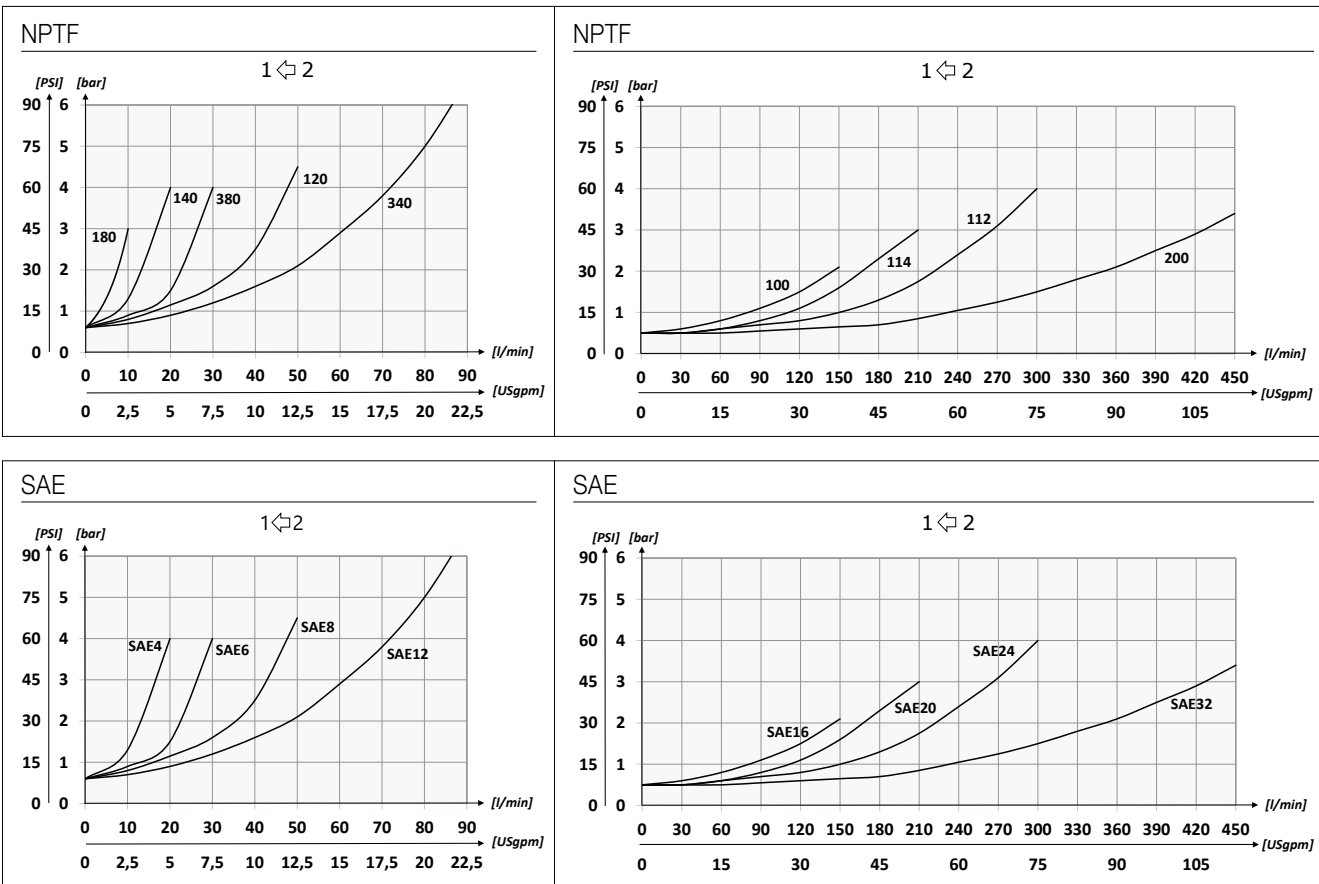 NPTF
1 ⇦ 2
[PSI] [bar]
90 6
75 5
60 4
45 3
30 2
15 1
0 0
180
140
380
120
340
[l/min]
0 10 20 30 40 50 60 70 80 90
[USgpm]
0 2,5 5 7,5 10 12,5 15 17,5 20 22,5
NPTF
1 ⇦ 2
[PSI] [bar]
90 6
75 5
60 4
45 3
30 2
15 1
0 0
100
114
112
200
[l/min]
0 30 60 90 120 150 180 210 240 270 300 330 360 390 420 450
[USgpm]
0 15 30 45 60 75 90 105
SAE
1⇦2
[PSI] [bar]
90 6
75 5
60 4
45 3
30 2
15 1
0 0
SAE4
SAE6
SAE8
SAE12
[l/min]
0 10 20 30 40 50 60 70 80 90
[USgpm]
0 2,5 5 7,5 10 12,5 15 17,5 20 22,5
SAE
1 ⇦ 2
[PSI] [bar]
90 6
75 5
60 4
45 3
30 2
15 1
0 0
SAE16
SAE20
SAE24
SAE32
[l/min]
0 30 60 90 120 150 180 210 240 270 300 330 360 390 420 450
[USgpm]
0 15 30 45 60 75 90 105